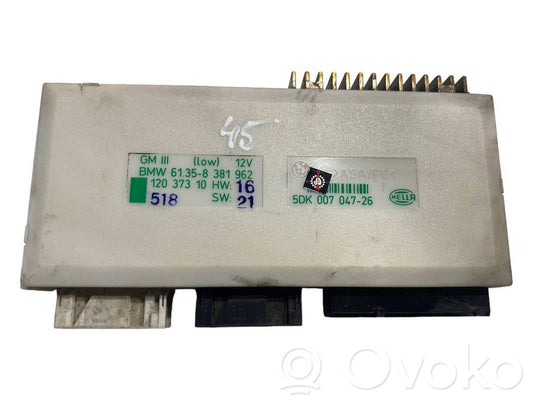 45
GM III (low) 12V
BMW 61.35-8 381 962
120 373 10 HW: 16
518 SW: 21
5DK 007 047-26
HELLA
Ovoko